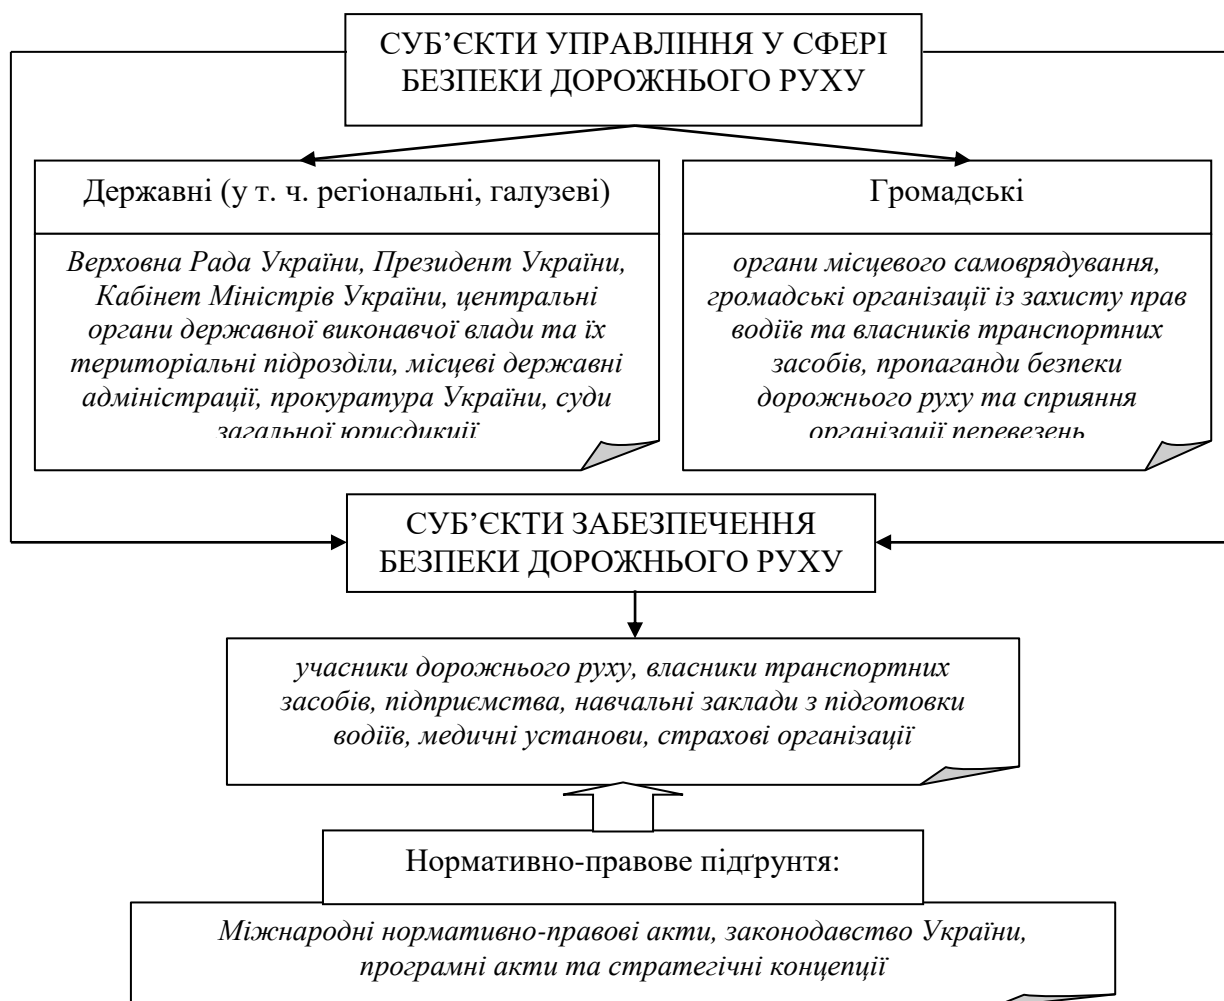 СУБ’ЄКТИ УПРАВЛІННЯ У СФЕРІ
БЕЗПЕКИ ДОРОЖНЬОГО РУХУ
Державні (у т. ч. регіональні, галузеві)
Верховна Рада України, Президент України,
Кабінет Міністрів України, центральні
органи державної виконавчої влади та їх
територіальні підрозділи, місцеві державні
адміністрації, прокуратура України, суди
загальної юрисдикції
Громадські
органи місцевого самоврядування,
громадські організації із захисту прав
водіїв та власників транспортних
засобів, пропаганди безпеки
дорожнього руху та сприяння
організації перевезень
СУБ’ЄКТИ ЗАБЕЗПЕЧЕННЯ
БЕЗПЕКИ ДОРОЖНЬОГО РУХУ
учасники дорожнього руху, власники транспортних
засобів, підприємства, навчальні заклади з підготовки
водіїв, медичні установи, страхові організації
Нормативно-правове підґрунтя:
Міжнародні нормативно-правові акти, законодавство України,
програмні акти та стратегічні концепції